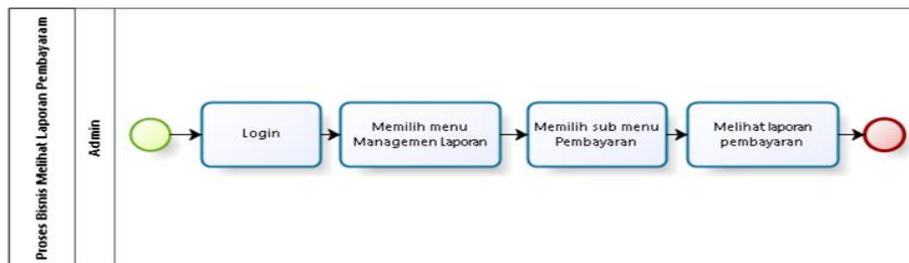 Proses Bisnis Melihat Laporan Pembayaram
Admin
Login
Memilih menu
Managemen Laporan
Memilih sub menu
Pembayaran
Melihat laporan
pembayaran